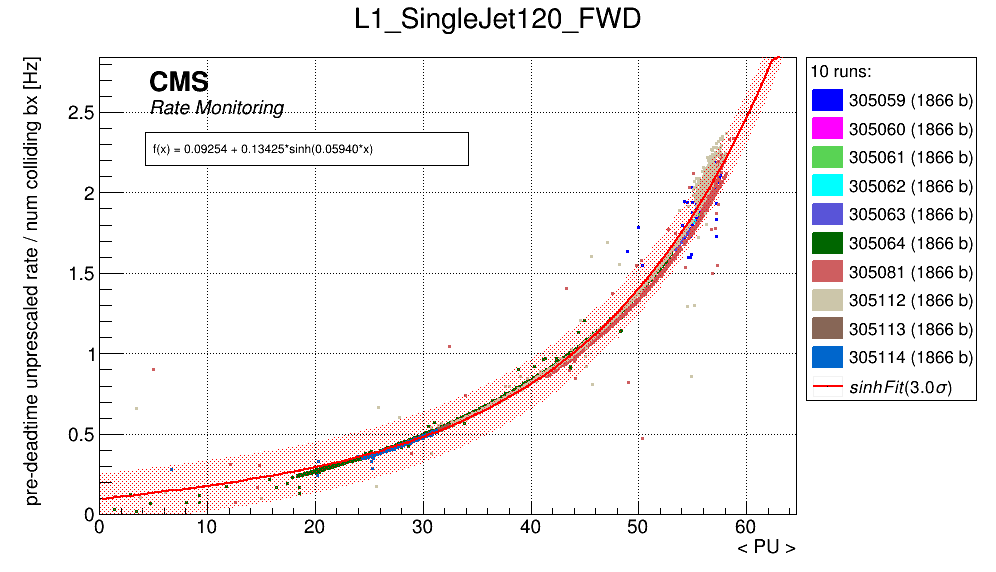 L1_SingleJet120_FWD
pre-deadtime unprescaled rate / num colliding bx [Hz]
CMS
Rate Monitoring
f(x) = 0.09254 + 0.13425*sinh(0.05940*x)
2.5
2
1.5
1
0.5
0
0 10 20 30 40 50 60
< PU >
10 runs:
305059 (1866 b)
305060 (1866 b)
305061 (1866 b)
305062 (1866 b)
305063 (1866 b)
305064 (1866 b)
305081 (1866 b)
305112 (1866 b)
305113 (1866 b)
305114 (1866 b)
sinhFit(3.0σ)